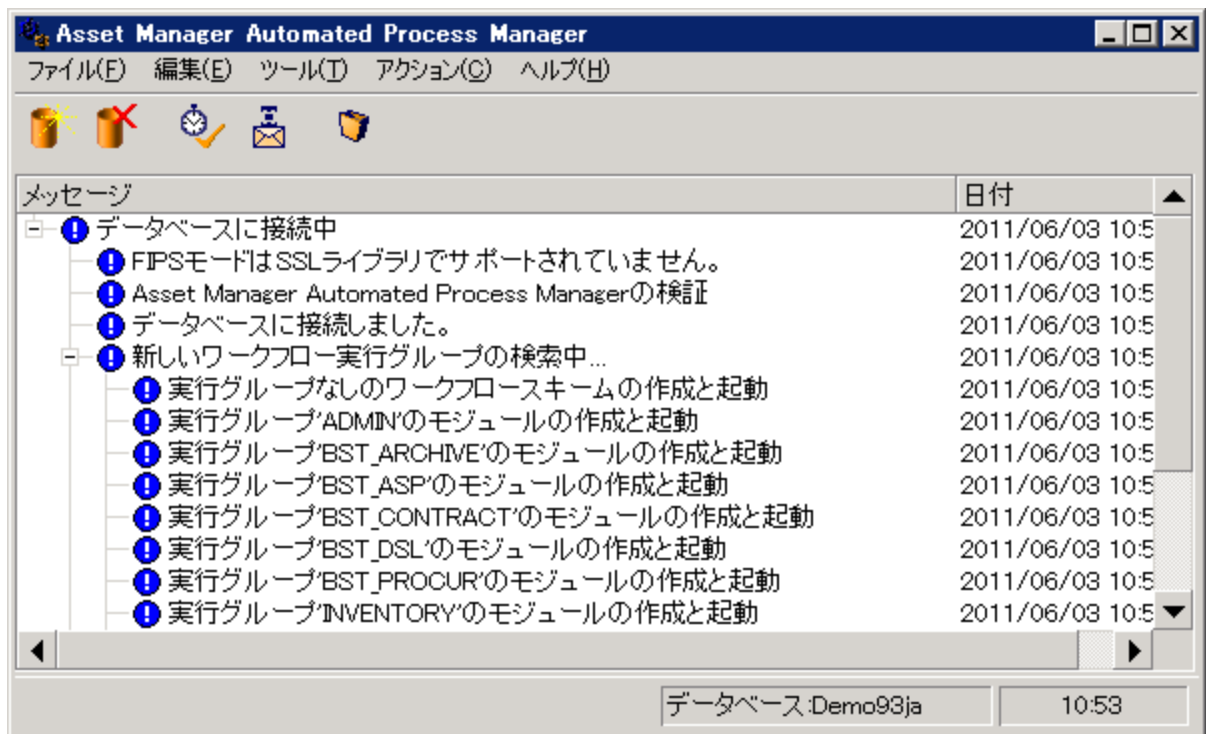 Asset Manager Automated Process Manager
ファイル(F) 編集(E) ツール(T) アクション(C) ヘルプ(H)
メッセージ 日付
データベースに接続中 2011/06/03 10:5
FIPSモードはSSLライブラリでサポートされていません。 2011/06/03 10:5
Asset Manager Automated Process Managerの検証 2011/06/03 10:5
データベースに接続しました。 2011/06/03 10:5
新しいワークフロー実行グループの検索中... 2011/06/03 10:5
実行グループなしのワークフロースキームの作成と起動 2011/06/03 10:5
実行グループ'ADMIN'のモジュールの作成と起動 2011/06/03 10:5
実行グループ'BST_ARCHIVE'のモジュールの作成と起動 2011/06/03 10:5
実行グループ'BST_ASP'のモジュールの作成と起動 2011/06/03 10:5
実行グループ'BST_CONTRACT'のモジュールの作成と起動 2011/06/03 10:5
実行グループ'BST_DSL'のモジュールの作成と起動 2011/06/03 10:5
実行グループ'BST_PROCUR'のモジュールの作成と起動 2011/06/03 10:5
実行グループ'INVENTORY'のモジュールの作成と起動 2011/06/03 10:5
データベース:Demo93ja 10:53